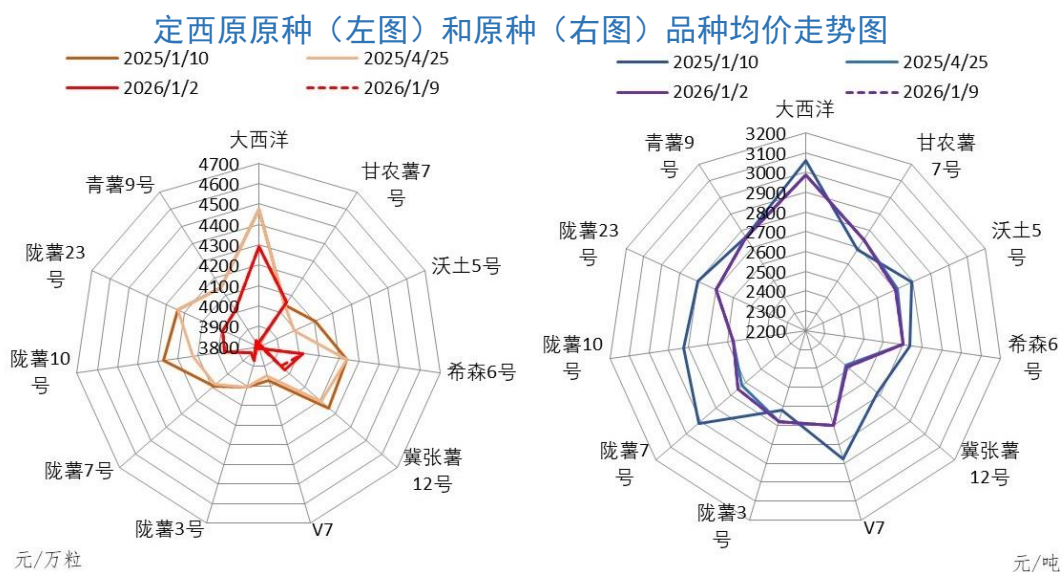 定西原原种（左图）和原种（右图）品种均价走势图
2025/1/10
2025/4/25
2026/1/2
2026/1/9
大西洋
甘农薯7
号
沃土5号
希森6号
冀张薯
12号
V7
陇薯3号
陇薯7号
陇薯10
号
陇薯23
号
青薯9号
4700
4600
4500
4400
4300
4200
4100
4000
3900
3800
元/万粒
2025/1/10
2025/4/25
2026/1/2
2026/1/9
大西洋
甘农薯
7号
沃土5
号
希森6
号
冀张薯
12号
V7
陇薯3
号
陇薯7
号
陇薯10
号
陇薯23
号
青薯9
号
3200
3100
3000
2900
2800
2700
2600
2500
2400
2300
2200
元/吨